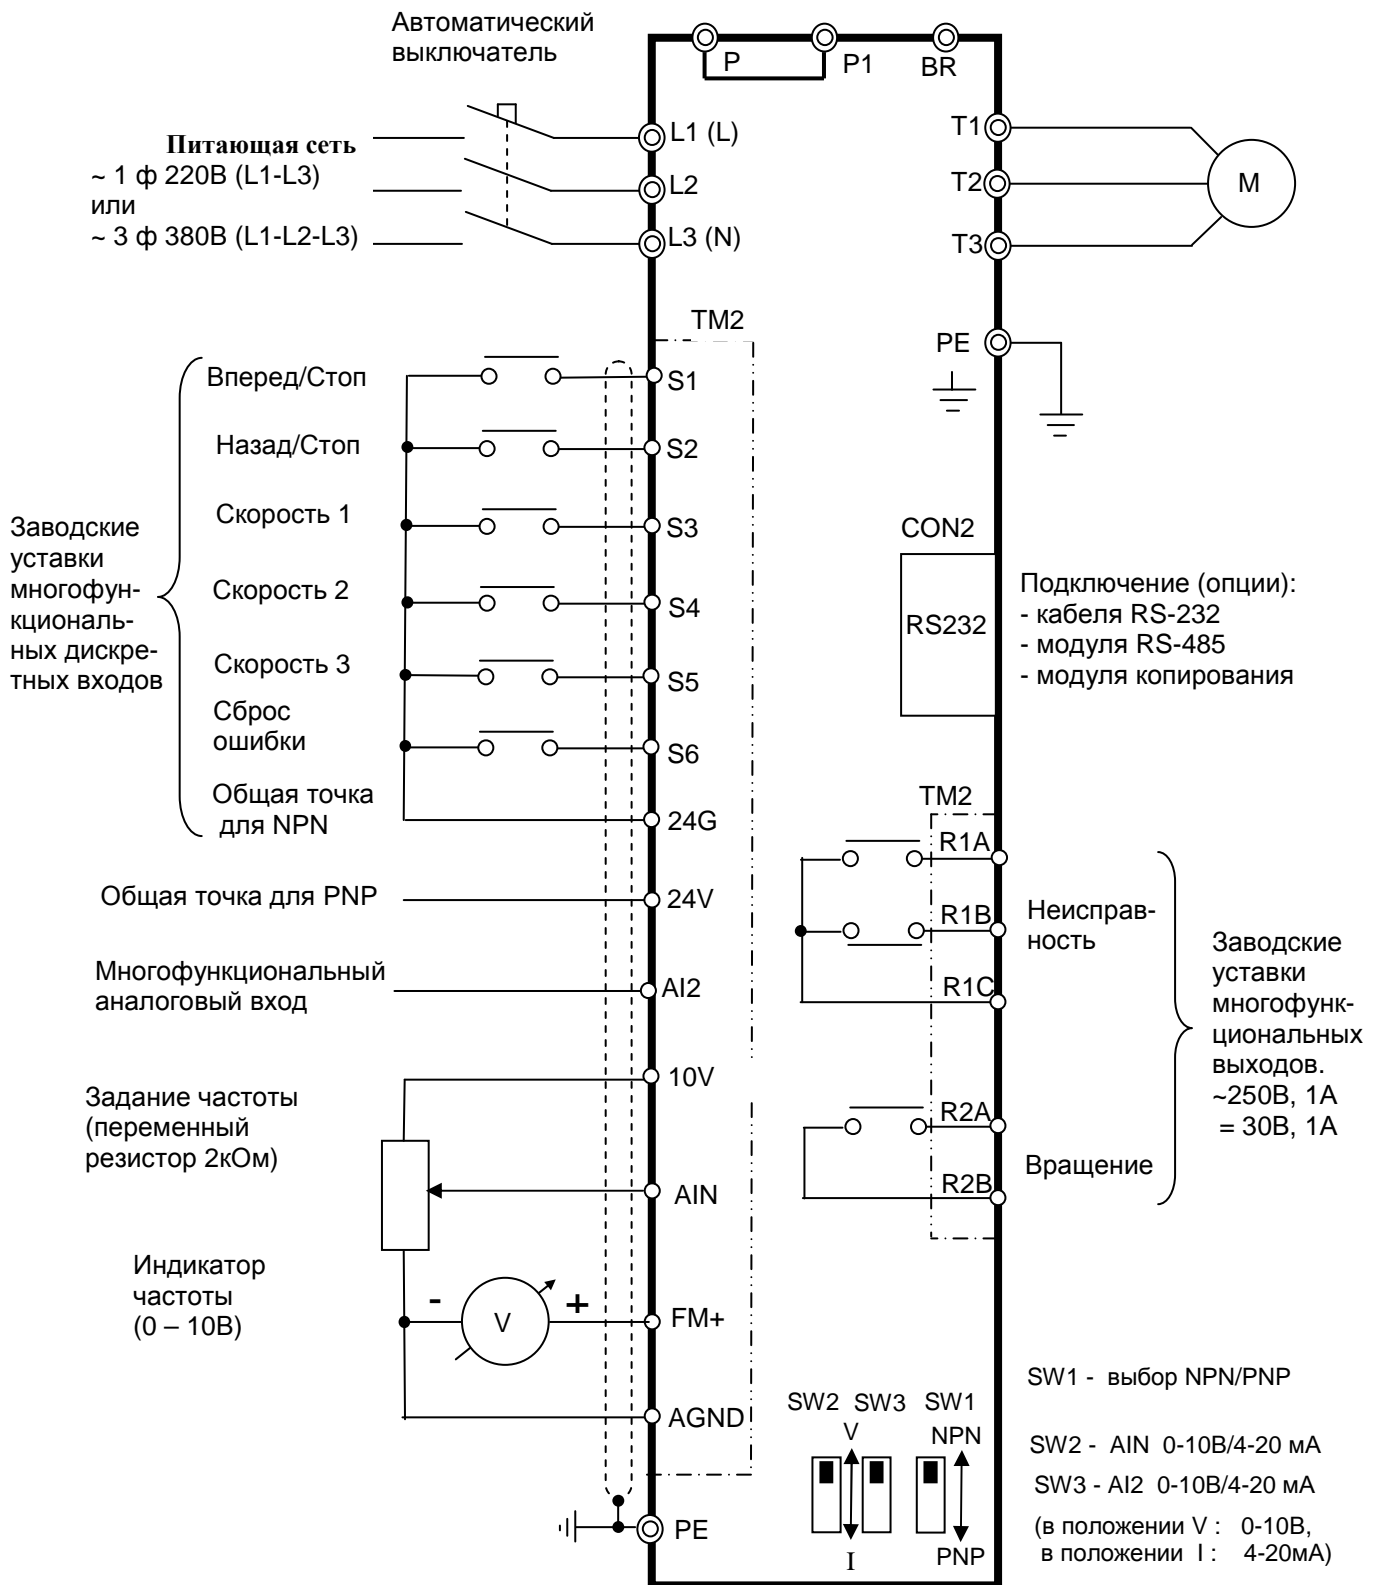 Автоматический
выключатель
P
P1
BR
Питающая сеть
~ 1 ф 220В (L1-L3)
или
~ 3 ф 380В (L1-L2-L3)
L1 (L)
L2
L3 (N)
T1
T2
T3
M
TM2
PE
Заводские
уставки
многофун-
кциональ-
ных дискре-
тных входов
Вперед/Стоп
S1
Назад/Стоп
S2
Скорость 1
S3
Скорость 2
S4
Скорость 3
S5
Сброс
ошибки
S6
Общая точка
для NPN
24G
Общая точка для PNP
24V
Многофункциональный
аналоговый вход
AI2
10V
Задание частоты
(переменный
резистор 2кОм)
AIN
Индикатор
частоты
(0 – 10В)
-
V
+
FM+
AGND
PE
CON2
RS232
Подключение (опции):
- кабеля RS-232
- модуля RS-485
- модуля копирования
TM2
R1A
R1B
R1C
Неисправ-
ность
R2A
R2B
Вращение
Заводские
уставки
многофунк-
циональных
выходов.
~250В, 1А
= 30В, 1А
SW2 SW3 SW1
V
NPN
I
PNP
SW1 - выбор NPN/PNP
SW2 - AIN 0-10В/4-20 мА
SW3 - AI2 0-10В/4-20 мА
(в положении V : 0-10В,
в положении I : 4-20мА)